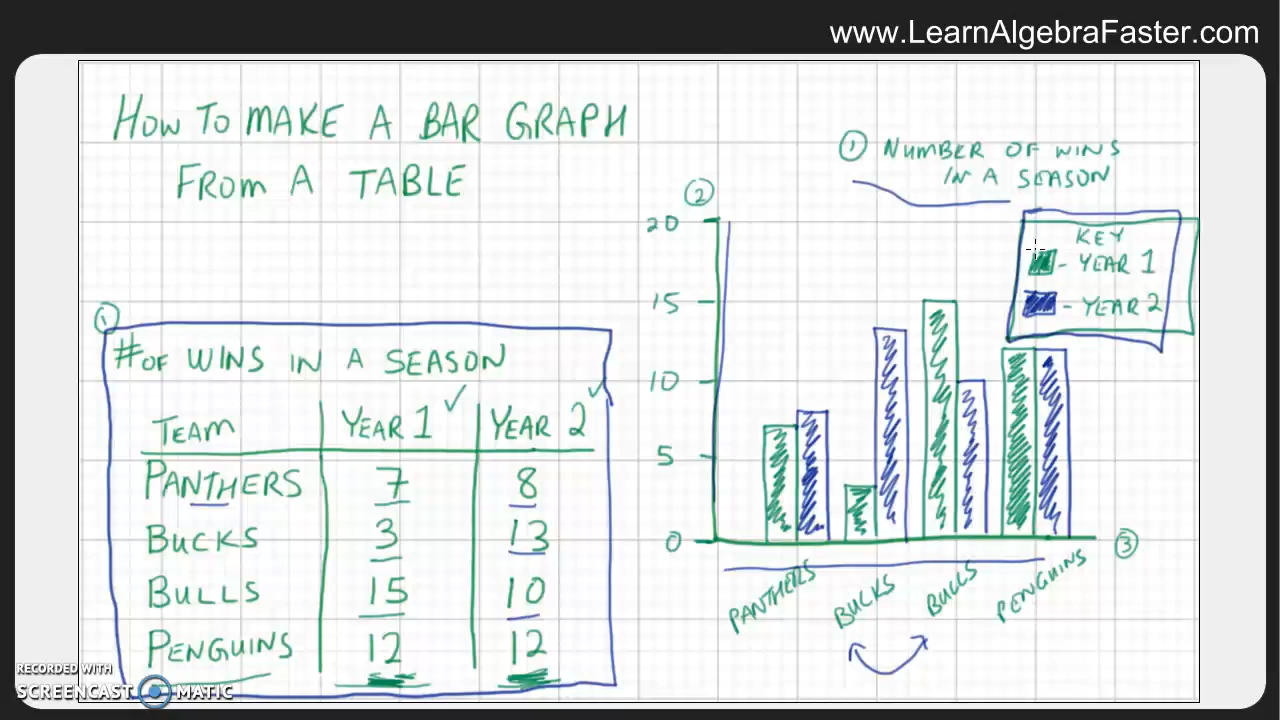 www.LearnAlgebraFaster.com
HOW TO MAKE A BAR GRAPH
FROM A TABLE
① NUMBER OF WINS
IN A SEASON
②
20
15
10
5
0
KEY
- YEAR 1
- YEAR 2
③
PANTHERS BUCKS BULLS PENGUINS
①
# OF WINS IN A SEASON
TEAM YEAR 1 ✓ YEAR 2 ✓
PANTHERS 7 8
BUCKS 3 13
BULLS 15 10
PENGUINS 12 12
RECORDED WITH
SCREENCAST MATIC